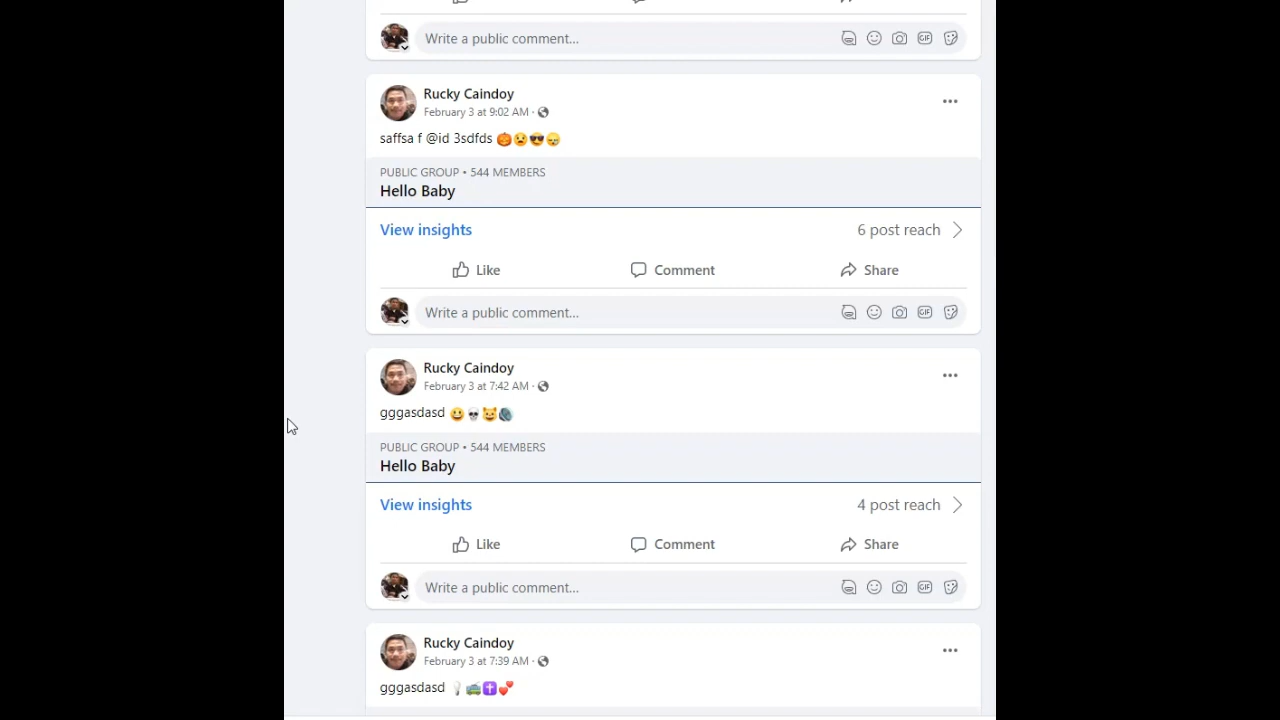 Write a public comment...
GIF
Rucky Caindoy
February 3 at 9:02 AM ·
saffsa f @id 3sdfds 🎃😧😎😪
PUBLIC GROUP • 544 MEMBERS
Hello Baby
View insights
6 post reach
Like
Comment
Share
Write a public comment...
GIF
Rucky Caindoy
February 3 at 7:42 AM ·
gggasdasd 😀💀😺
PUBLIC GROUP • 544 MEMBERS
Hello Baby
View insights
4 post reach
Like
Comment
Share
Write a public comment...
GIF
Rucky Caindoy
February 3 at 7:39 AM ·
gggasdasd 💡🚎✝️💕